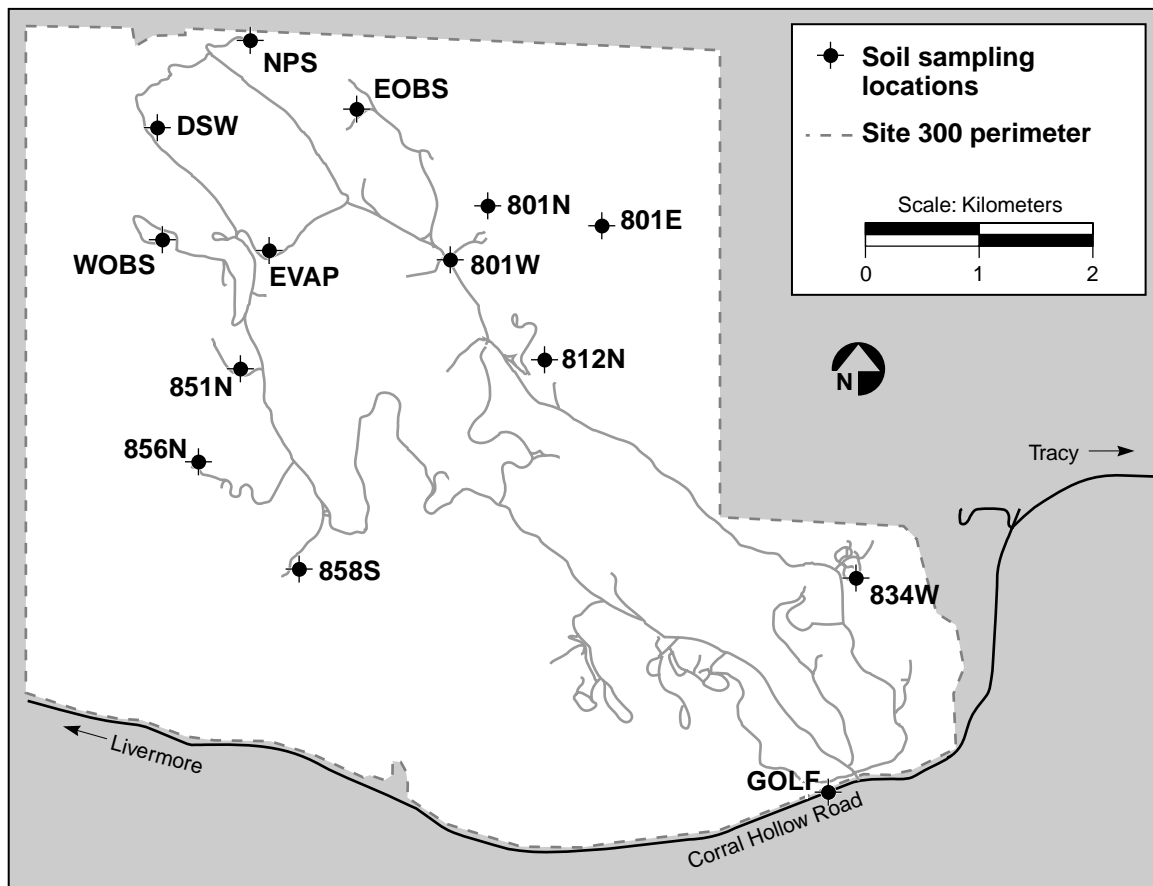 NPS
EOBS
DSW
801N
801E
WOBS
EVAP
801W
812N
851N
856N
858S
834W
GOLF
Corral Hollow Road
Livermore
Tracy
N
Soil sampling
locations
Site 300 perimeter
Scale: Kilometers
0 1 2